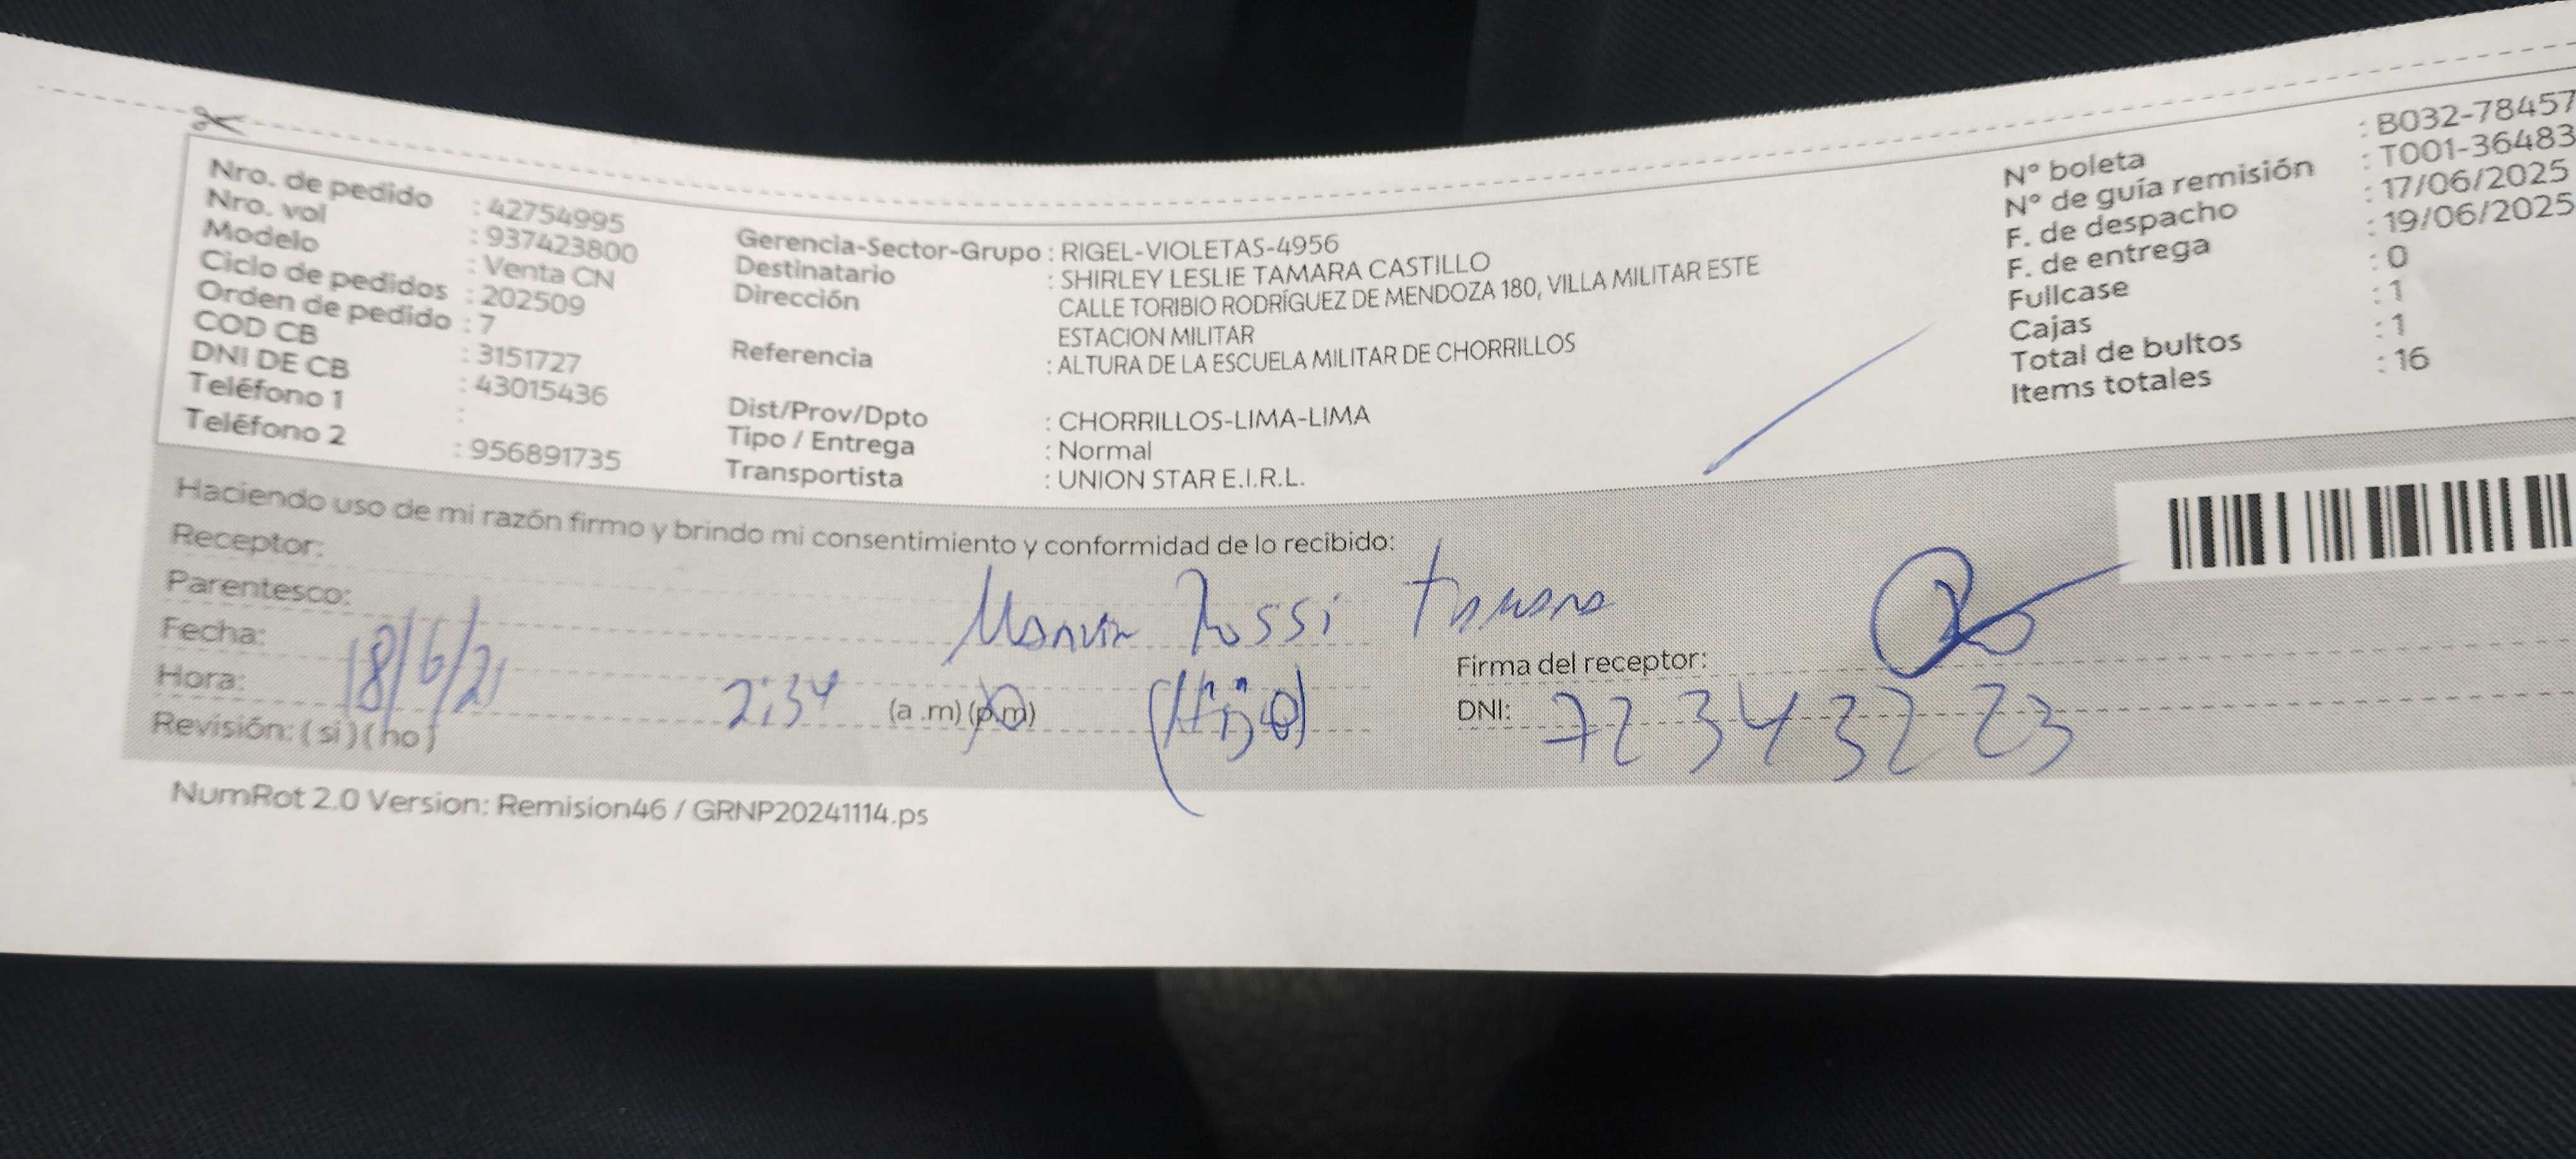 Nro. de pedido : 42754995
Nro. vol : 937423800
Modelo : Venta CN
Ciclo de pedidos : 202509
Orden de pedido : 7
COD CB : 3151727
DNI DE CB : 43015436
Teléfono 1 :
Teléfono 2 : 956891735
Gerencia-Sector-Grupo : RIGEL-VIOLETAS-4956
Destinatario : SHIRLEY LESLIE TAMARA CASTILLO
Dirección CALLE TORIBIO RODRÍGUEZ DE MENDOZA 180, VILLA MILITAR ESTE
ESTACION MILITAR
Referencia : ALTURA DE LA ESCUELA MILITAR DE CHORRILLOS
Dist/Prov/Dpto : CHORRILLOS-LIMA-LIMA
Tipo / Entrega : Normal
Transportista : UNION STAR E.I.R.L.
N° boleta : B032-78457
N° de guía remisión : T001-36483
F. de despacho : 17/06/2025
F. de entrega : 19/06/2025
Fullcase : 0
Cajas : 1
Total de bultos : 1
Items totales : 16
Haciendo uso de mi razón firmo y brindo mi consentimiento y conformidad de lo recibido:
Receptor: Rossi Tamara
Parentesco: (Hijo)
Fecha: 18/6/2
Hora: 2:34 (a .m) (p.m)
Revisión: ( si ) ( no )
Firma del receptor:
DNI: 72343223
NumRot 2.0 Version: Remision46 / GRNP20241114.ps